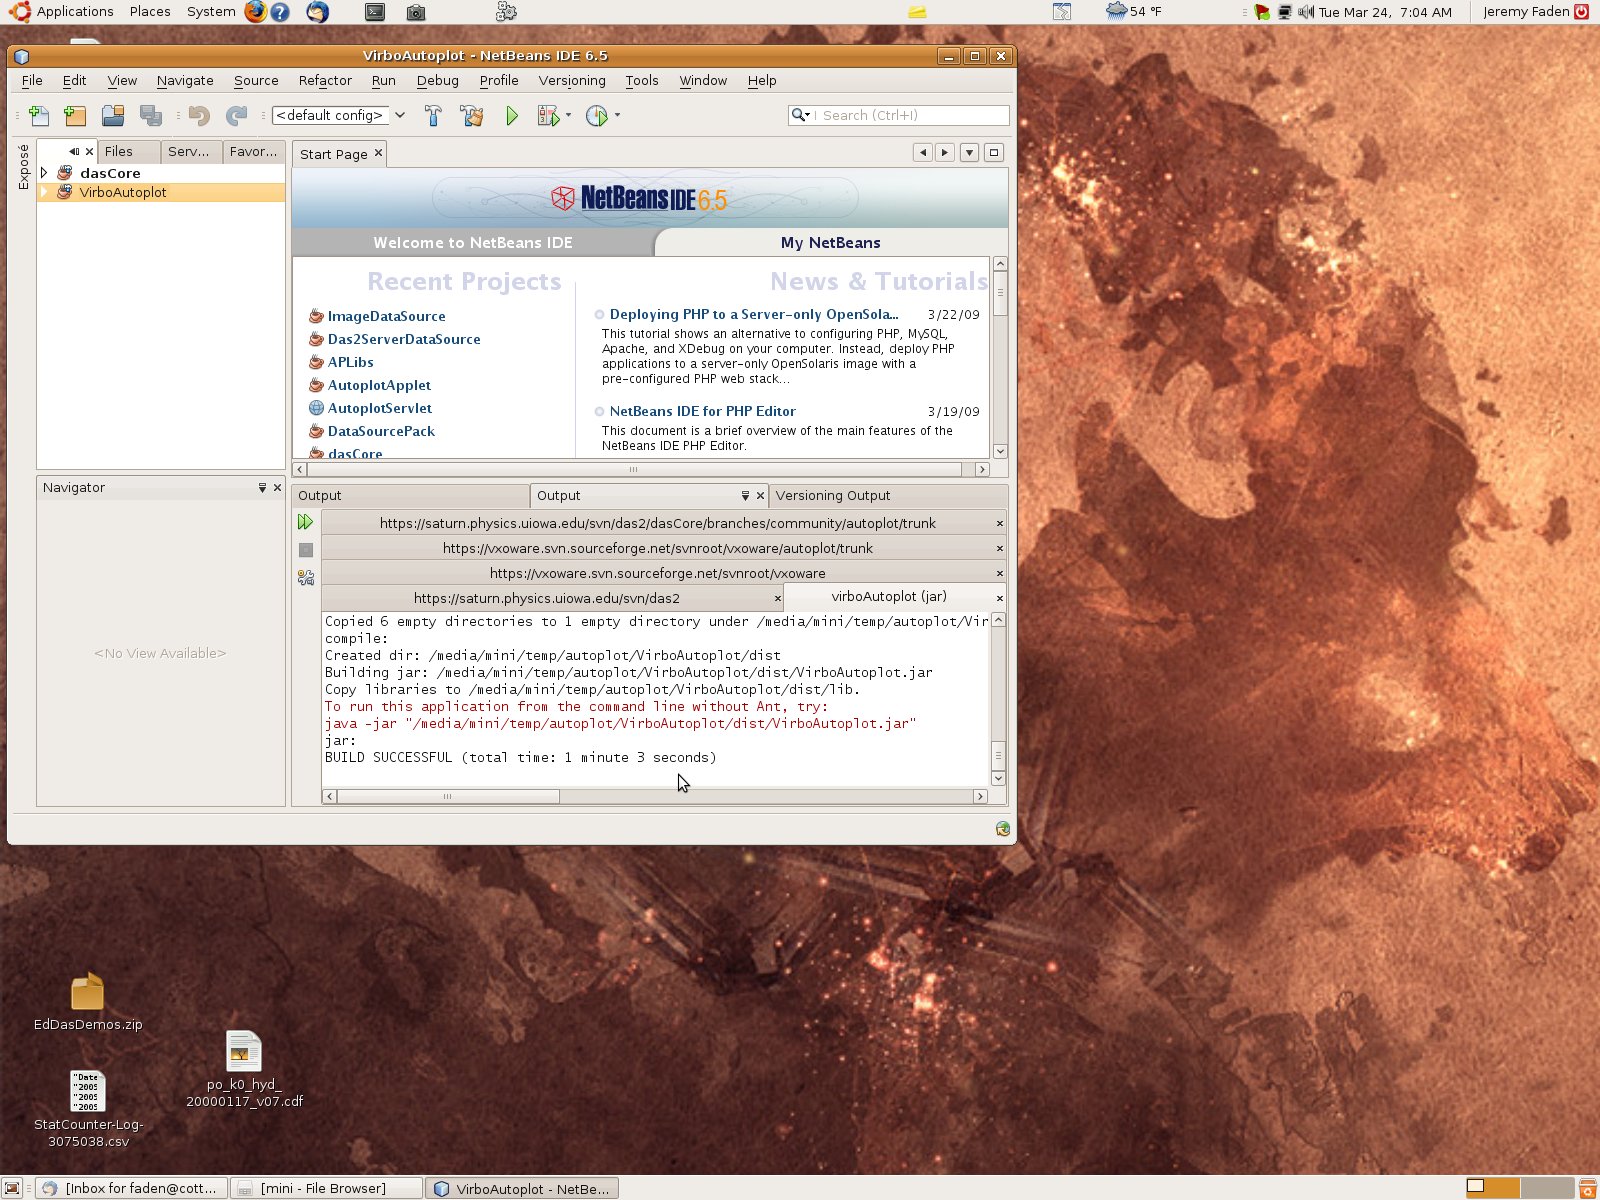 Applications Places System
54 °F
Tue Mar 24, 7:04 AM
Jeremy Faden
VirboAutoplot - NetBeans IDE 6.5
File Edit View Navigate Source Refactor Run Debug Profile Versioning Tools Window Help
<default config>
Search (Ctrl+I)
Exposé
Files
Serv...
Favor...
dasCore
VirboAutoplot
Start Page
NetBeans IDE 6.5
Welcome to NetBeans IDE
My NetBeans
Recent Projects
ImageDataSource
Das2ServerDataSource
APLibs
AutoplotApplet
AutoplotServlet
DataSourcePack
dasCore
News & Tutorials
Deploying PHP to a Server-only OpenSola... 3/22/09
This tutorial shows an alternative to configuring PHP, MySQL,
Apache, and XDebug on your computer. Instead, deploy PHP
applications to a server-only OpenSolaris image with a
pre-configured PHP web stack...
NetBeans IDE for PHP Editor 3/19/09
This document is a brief overview of the main features of the
NetBeans IDE PHP Editor.
Navigator
<No View Available>
Output
Output
Versioning Output
https://saturn.physics.uiowa.edu/svn/das2/dasCore/branches/community/autoplot/trunk
https://vxoware.svn.sourceforge.net/svnroot/vxoware/autoplot/trunk
https://vxoware.svn.sourceforge.net/svnroot/vxoware
https://saturn.physics.uiowa.edu/svn/das2
virboAutoplot (jar)
Copied 6 empty directories to 1 empty directory under /media/mini/temp/autoplot/Vir
compile:
Created dir: /media/mini/temp/autoplot/VirboAutoplot/dist
Building jar: /media/mini/temp/autoplot/VirboAutoplot/dist/VirboAutoplot.jar
Copy libraries to /media/mini/temp/autoplot/VirboAutoplot/dist/lib.
To run this application from the command line without Ant, try:
java -jar "/media/mini/temp/autoplot/VirboAutoplot/dist/VirboAutoplot.jar"
jar:
BUILD SUCCESSFUL (total time: 1 minute 3 seconds)
EdDasDemos.zip
po_k0_hyd_
20000117_v07.cdf
"Date
"2005
"2005
"2005
StatCounter-Log-
3075038.csv
[Inbox for faden@cott...
[mini - File Browser]
VirboAutoplot - NetBe...